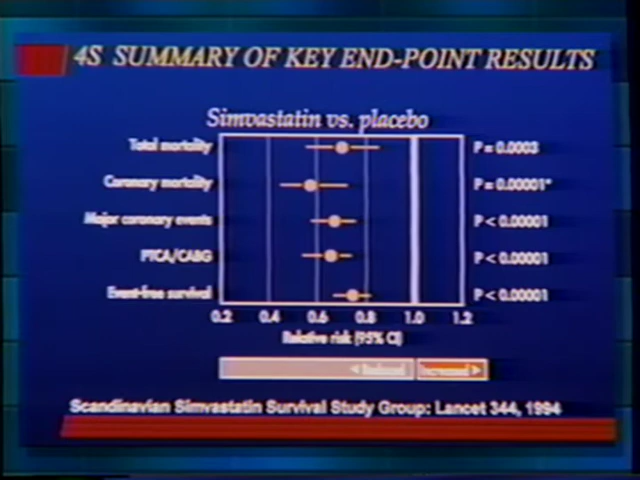 4S SUMMARY OF KEY END-POINT RESULTS
Simvastatin vs. placebo
Total mortality P = 0.0003
Coronary mortality P = 0.00001*
Major coronary events P < 0.00001
PTCA/CABG P < 0.00001
Event-free survival P < 0.00001
0.2 0.4 0.6 0.8 1.0 1.2
Relative risk (95% CI)
Reduced Increased
Scandinavian Simvastatin Survival Study Group: Lancet 344, 1994